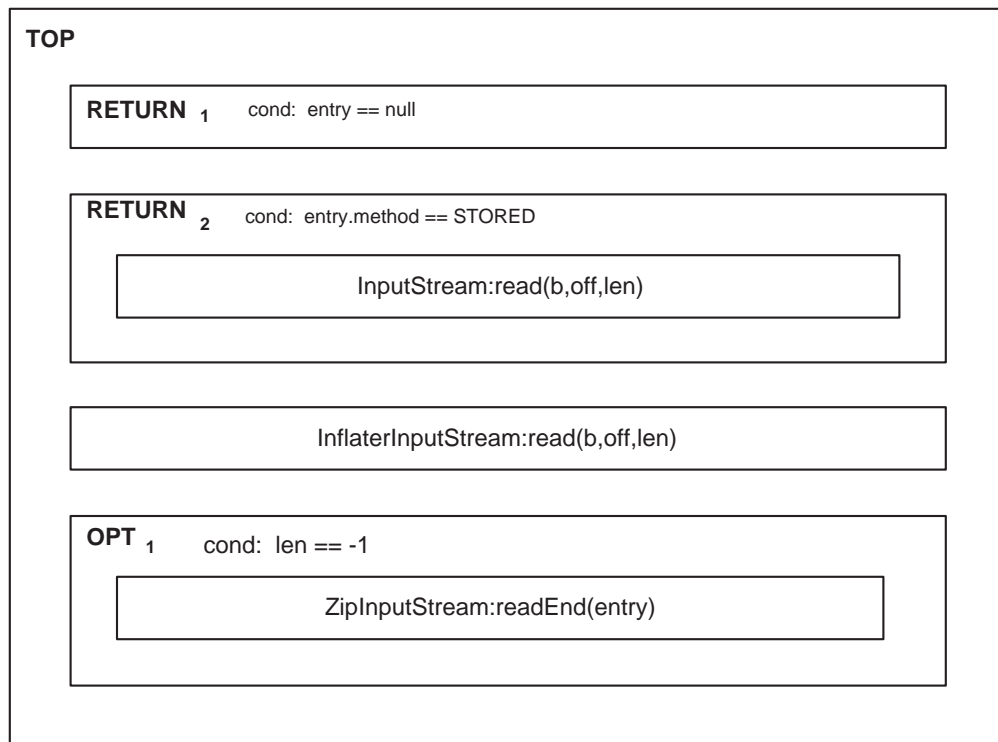 TOP
RETURN 1 cond: entry == null
RETURN 2 cond: entry.method == STORED
InputStream:read(b,off,len)
InflaterInputStream:read(b,off,len)
OPT 1 cond: len == -1
ZipInputStream:readEnd(entry)